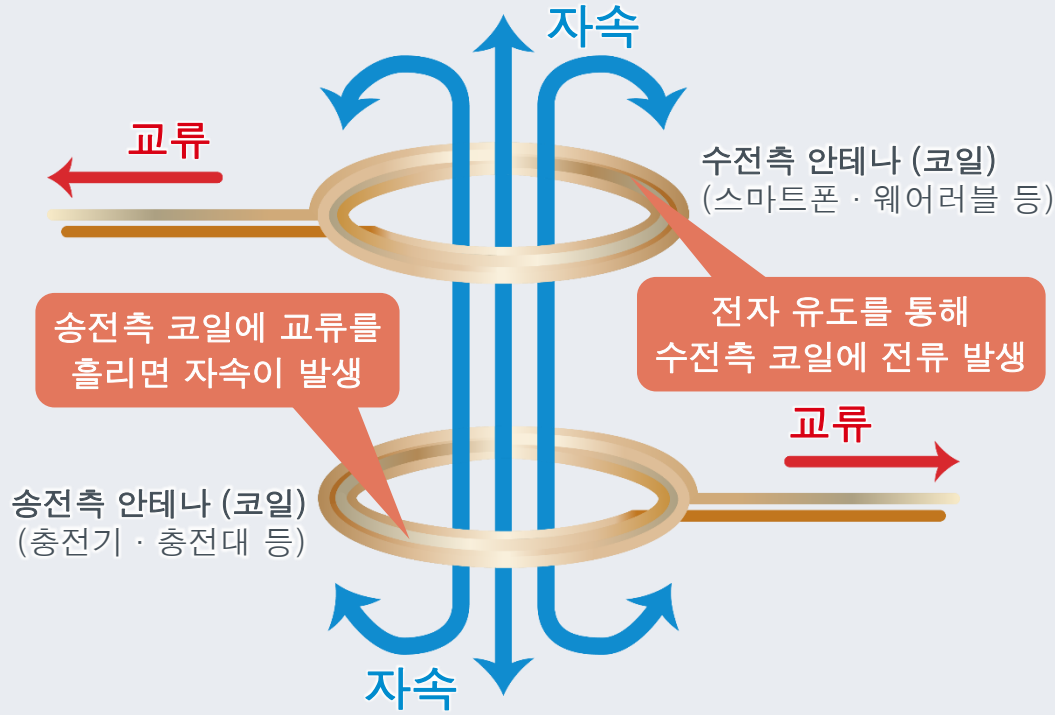 자속
교류
수전측 안테나 (코일)
(스마트폰 · 웨어러블 등)
송전측 코일에 교류를
흘리면 자속이 발생
전자 유도를 통해
수전측 코일에 전류 발생
교류
송전측 안테나 (코일)
(충전기 · 충전대 등)
자속